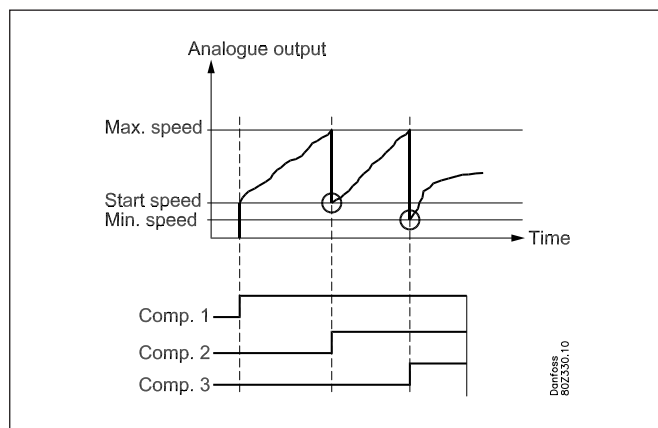 Analogue output
Max. speed
Start speed
Min. speed
Time
Comp. 1
Comp. 2
Comp. 3
Danfoss
80Z330.10